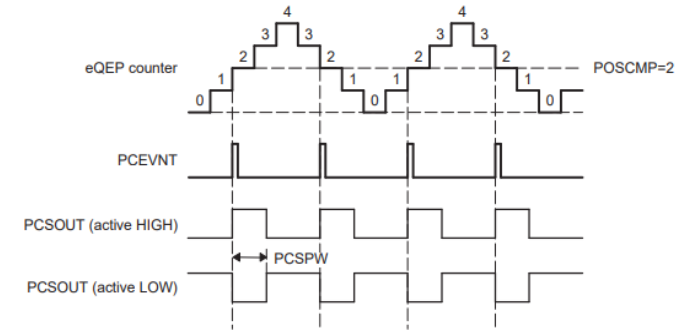 4
3 3
2 2
1 1
0
eQEP counter
0
1
2
3
4
3
2
1
POSCMP=2
0
PCEVNT
PCSOUT (active HIGH)
PCSPW
PCSOUT (active LOW)